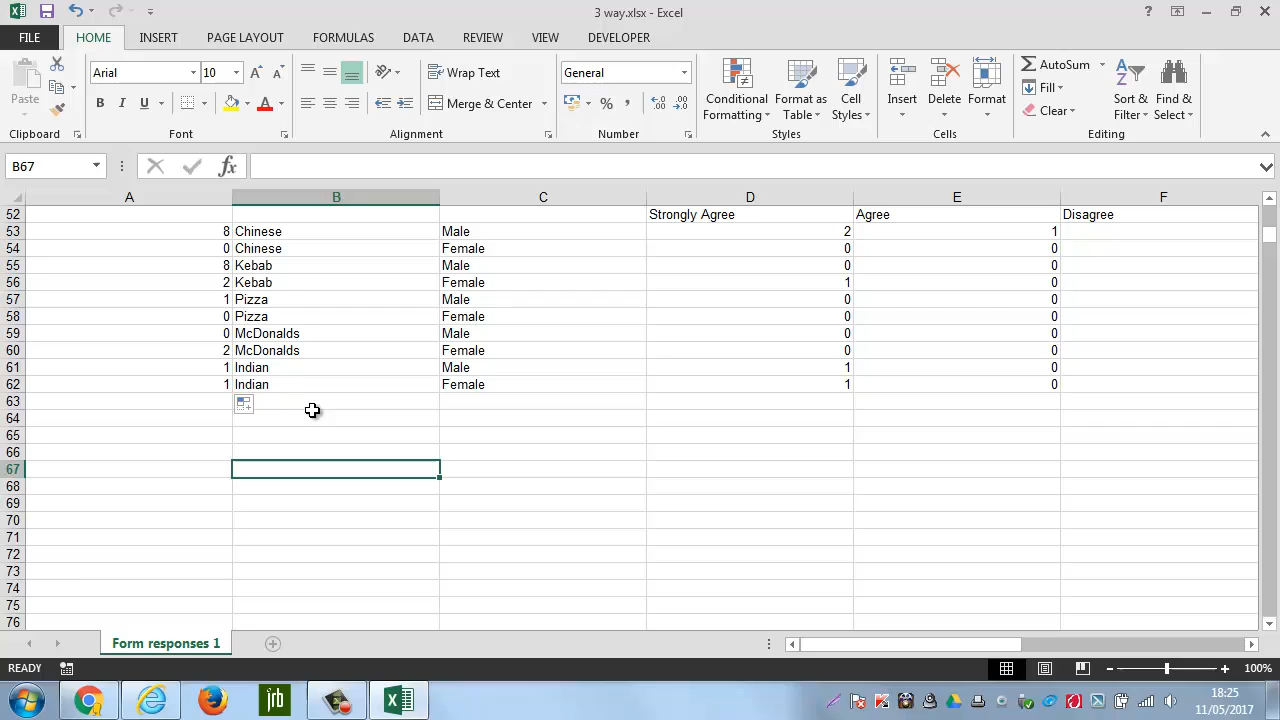 3 way.xlsx - Excel
FILE HOME INSERT PAGE LAYOUT FORMULAS DATA REVIEW VIEW DEVELOPER
Paste
Clipboard
Arial 10
B I U
A
Font
Wrap Text
Merge & Center
Alignment
General
% ,
Number
Conditional Formatting
Format as Table
Cell Styles
Styles
Insert Delete Format
Cells
AutoSum
Fill
Clear
Sort & Filter
Find & Select
Editing
B67 fx
A B C D E F
52 Strongly Agree Agree Disagree
53 8 Chinese Male 2 1
54 0 Chinese Female 0 0
55 8 Kebab Male 0 0
56 2 Kebab Female 1 0
57 1 Pizza Male 0 0
58 0 Pizza Female 0 0
59 0 McDonalds Male 0 0
60 2 McDonalds Female 0 0
61 1 Indian Male 1 0
62 1 Indian Female 1 0
63
64
65
66
67
68
69
70
71
72
73
74
75
76
Form responses 1
READY 100%
jrb
18:25
11/05/2017